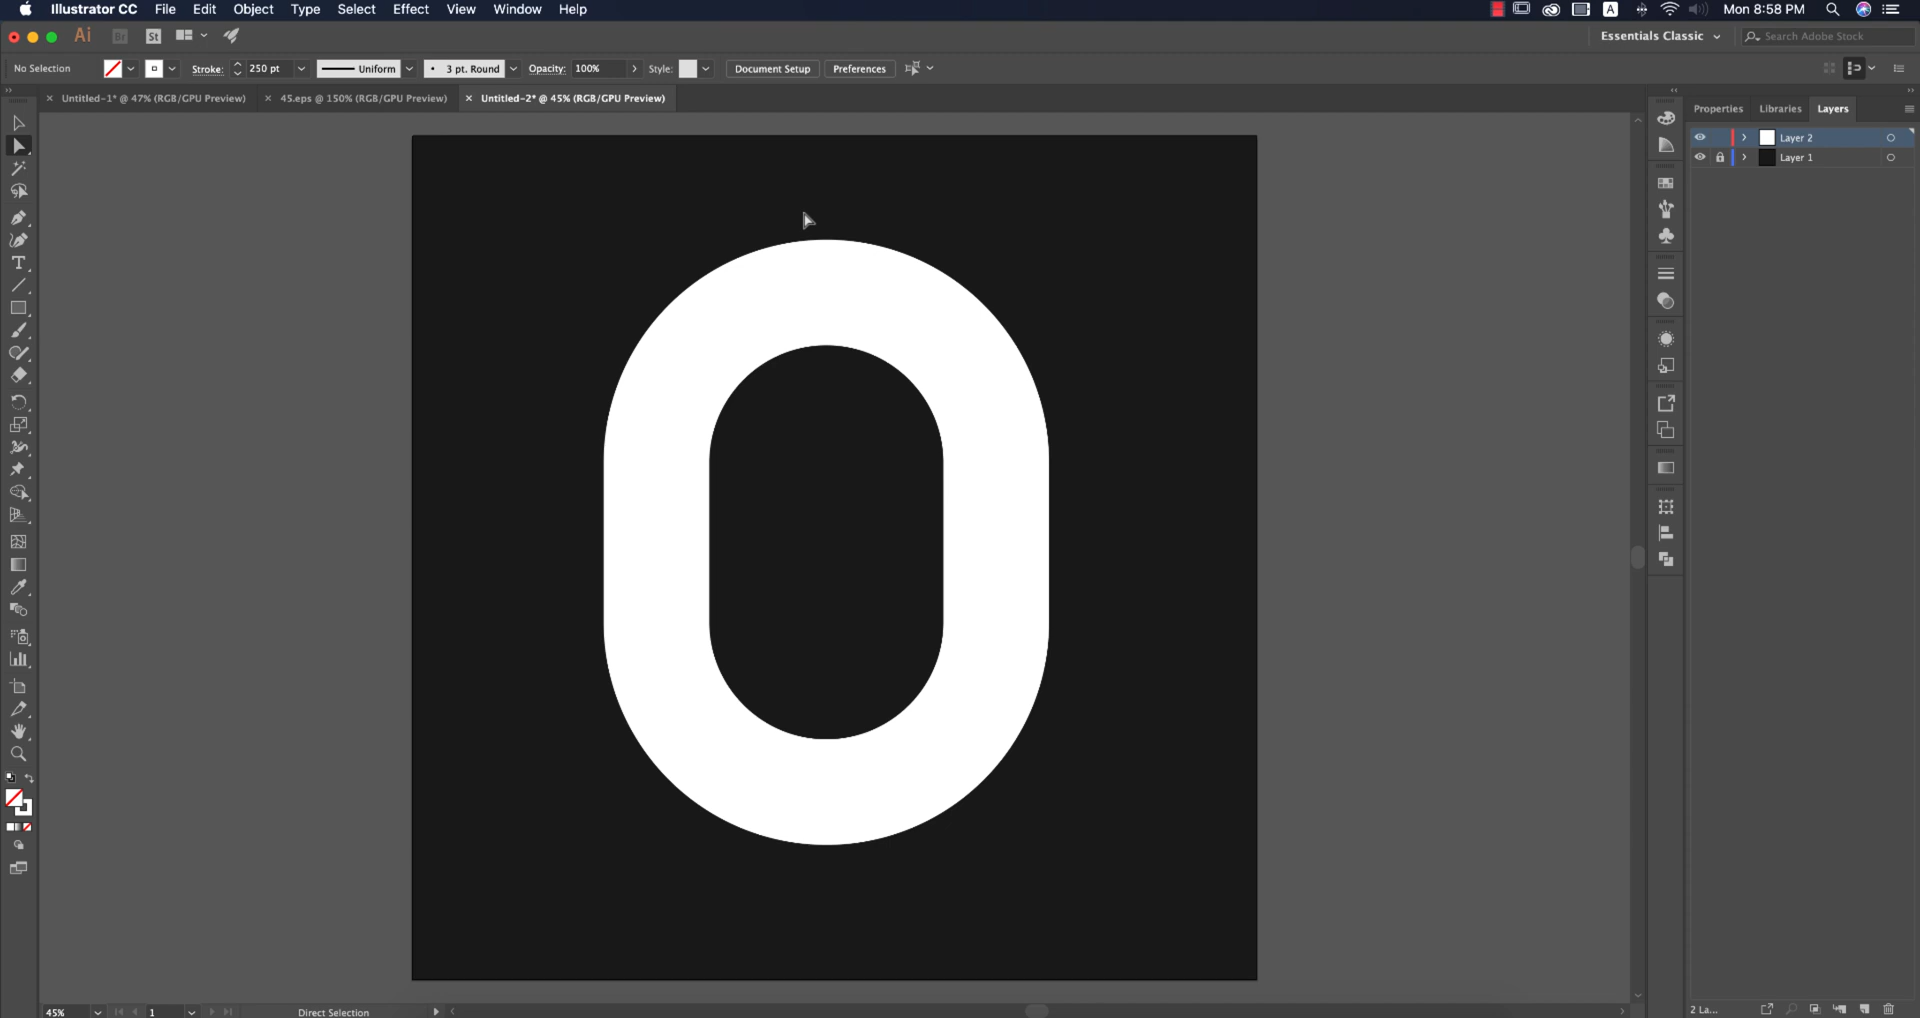 Illustrator CC File Edit Object Type Select Effect View Window Help A Mon 8:58 PM
Ai Br St Essentials Classic Search Adobe Stock
No Selection Stroke: 250 pt Uniform 3 pt. Round Opacity: 100% Style: Document Setup Preferences
Untitled-1* @ 47% (RGB/GPU Preview) 45.eps @ 150% (RGB/GPU Preview) Untitled-2* @ 45% (RGB/GPU Preview)
Properties Libraries Layers
Layer 2
Layer 1
O
45% 1 Direct Selection 2 La...